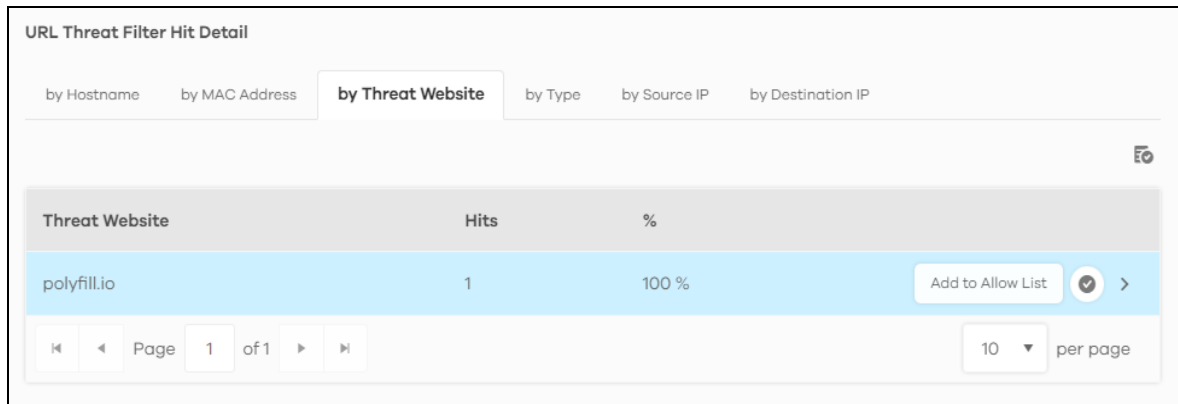 URL Threat Filter Hit Detail
by Hostname by MAC Address by Threat Website by Type by Source IP by Destination IP
Threat Website Hits %
polyfill.io 1 100 % Add to Allow List
Page 1 of 1 10 per page